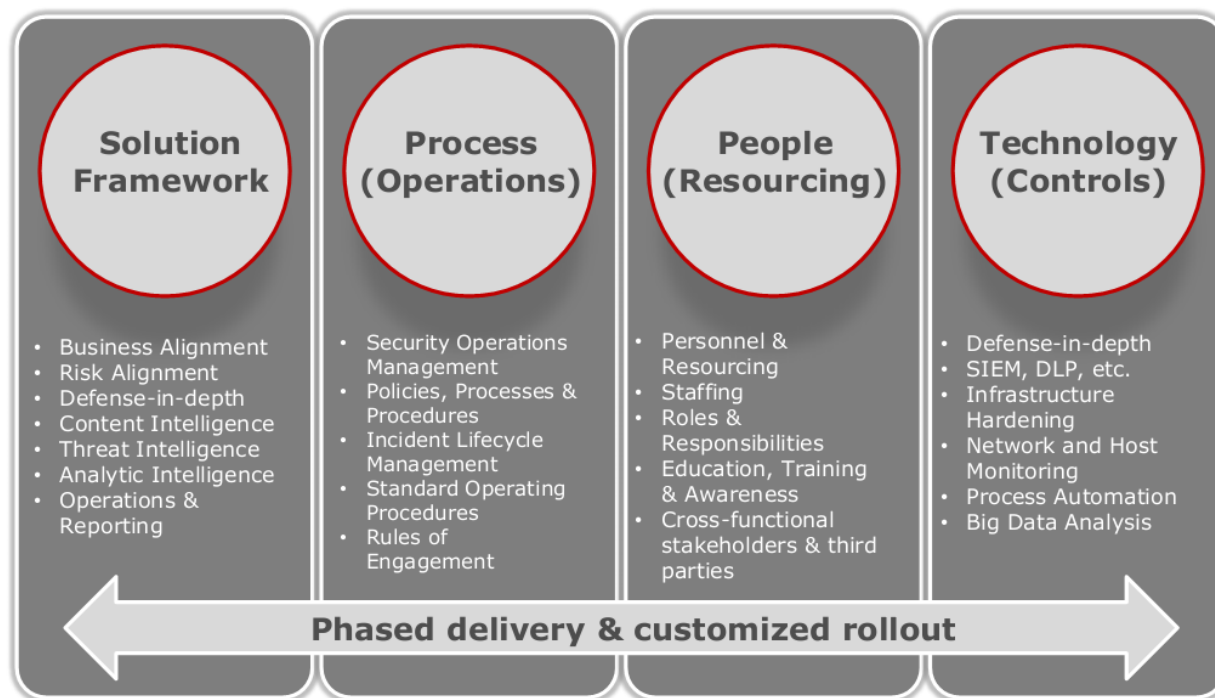 Solution
Framework
• Business Alignment
• Risk Alignment
• Defense-in-depth
• Content Intelligence
• Threat Intelligence
• Analytic Intelligence
• Operations &
Reporting
Process
(Operations)
• Security Operations
Management
• Policies, Processes &
Procedures
• Incident Lifecycle
Management
• Standard Operating
Procedures
• Rules of
Engagement
People
(Resourcing)
• Personnel &
Resourcing
• Staffing
• Roles &
Responsibilities
• Education, Training
& Awareness
• Cross-functional
stakeholders & third
parties
Technology
(Controls)
• Defense-in-depth
• SIEM, DLP, etc.
• Infrastructure
Hardening
• Network and Host
Monitoring
• Process Automation
• Big Data Analysis
Phased delivery & customized rollout